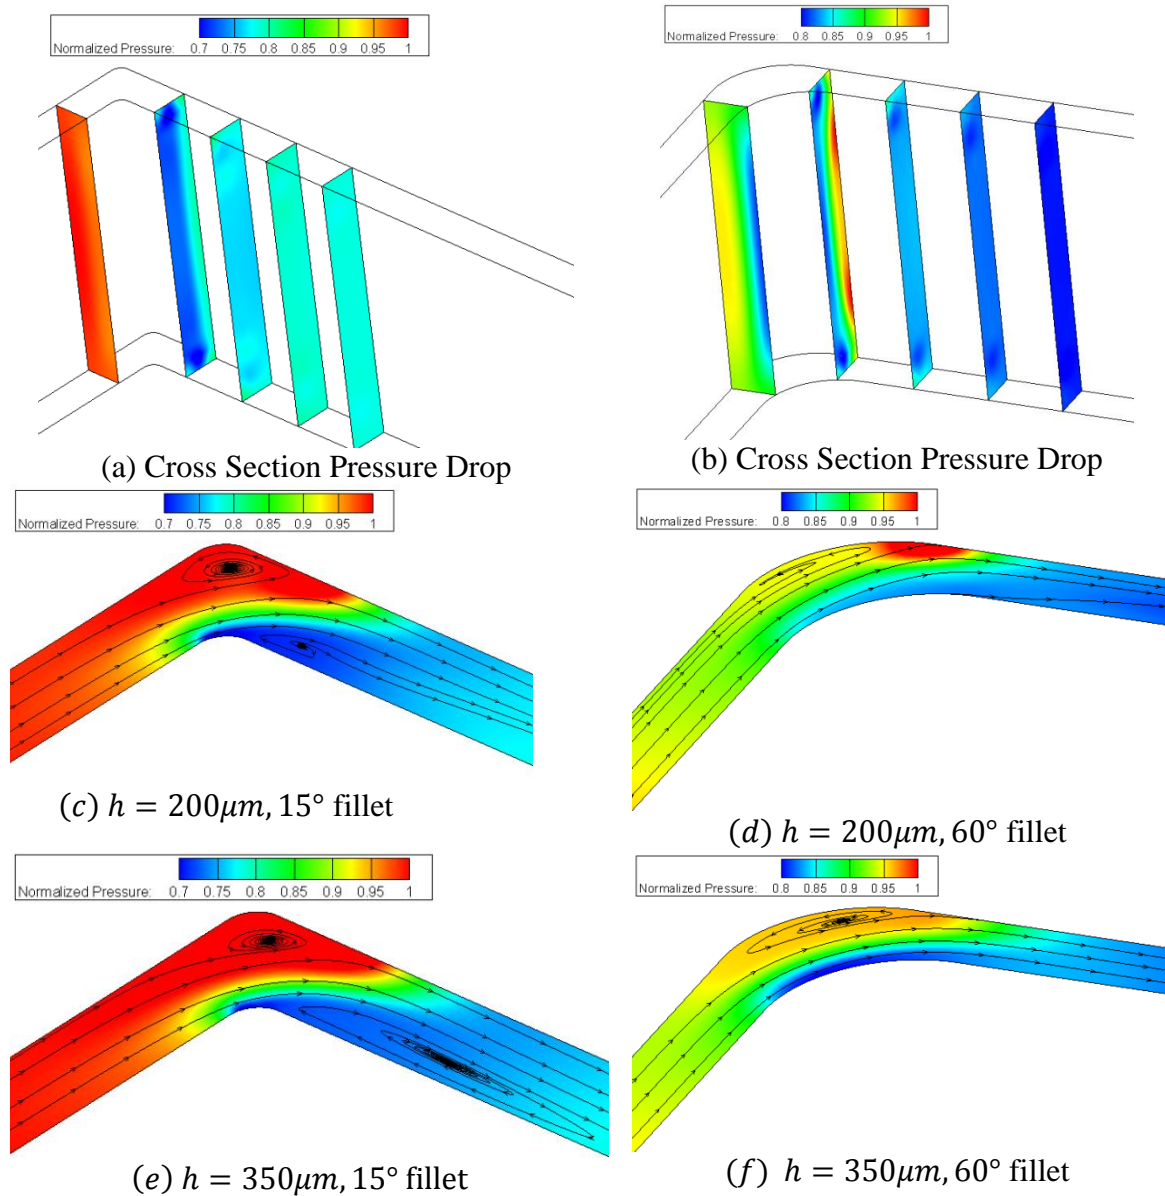 Normalized Pressure: 0.7 0.75 0.8 0.85 0.9 0.95 1
Normalized Pressure: 0.8 0.85 0.9 0.95 1
(a) Cross Section Pressure Drop
(b) Cross Section Pressure Drop
Normalized Pressure: 0.7 0.75 0.8 0.85 0.9 0.95 1
Normalized Pressure: 0.8 0.85 0.9 0.95 1
(c) h = 200μm, 15° fillet
(d) h = 200μm, 60° fillet
Normalized Pressure: 0.7 0.75 0.8 0.85 0.9 0.95 1
Normalized Pressure: 0.8 0.85 0.9 0.95 1
(e) h = 350μm, 15° fillet
(f) h = 350μm, 60° fillet